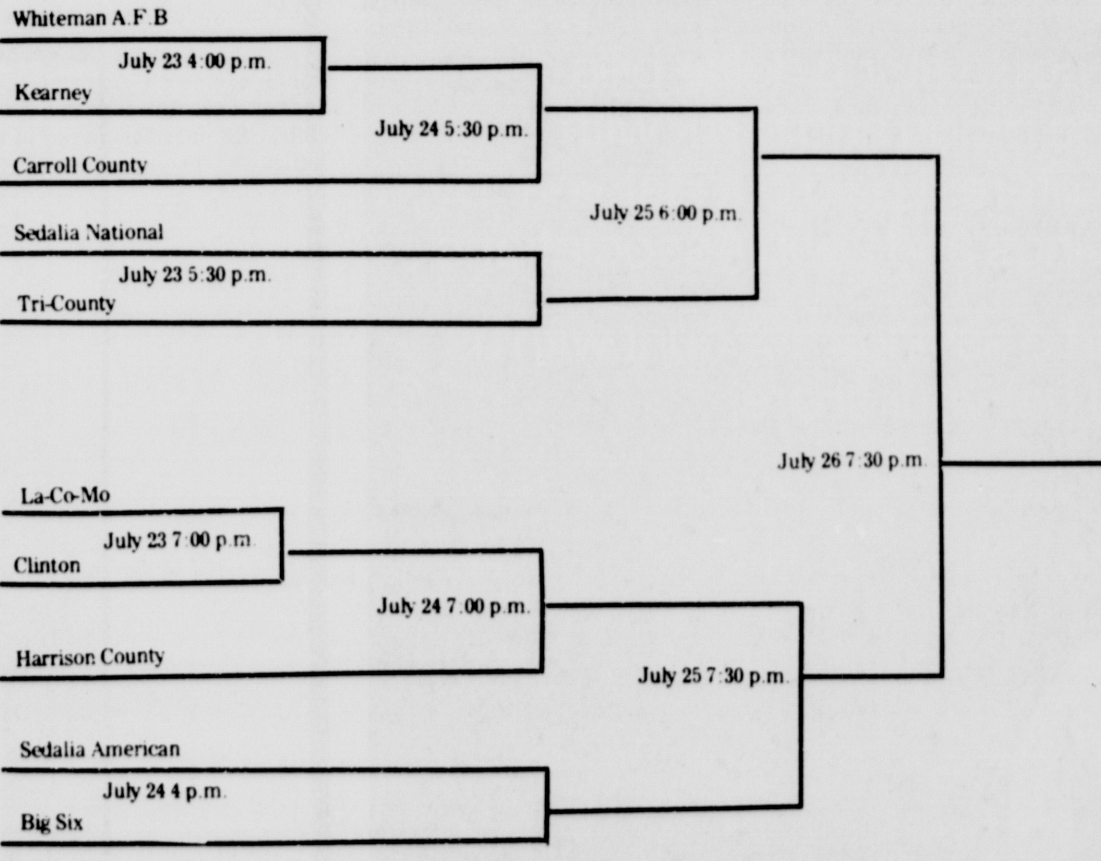 Whiteman A.F.B
July 23 4:00 p.m.
Kearney
July 24 5:30 p.m.
Carroll County
July 25 6:00 p.m.
Sedalia National
July 23 5:30 p.m.
Tri-County
July 26 7:30 p.m.
La-Co-Mo
July 23 7:00 p.m.
Clinton
July 24 7:00 p.m.
Harrison County
July 25 7:30 p.m.
Sedalia American
July 24 4 p.m.
Big Six